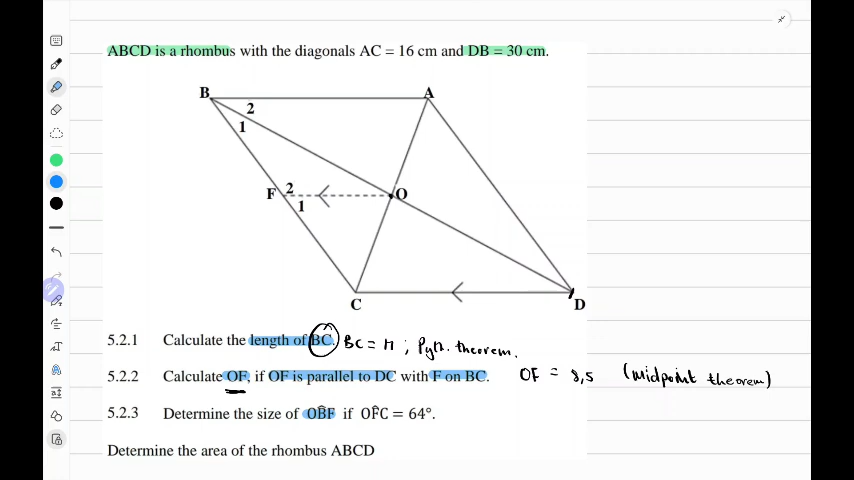 ABCD is a rhombus with the diagonals AC = 16 cm and DB = 30 cm.
B
A
2
1
F
2
1
O
C
D
5.2.1 Calculate the length of BC. BC = 17 ; Pyth. theorem.
5.2.2 Calculate OF, if OF is parallel to DC with F on BC. OF = 8,5 (midpoint theorem)
5.2.3 Determine the size of OB̂F if OF̂C = 64°.
Determine the area of the rhombus ABCD